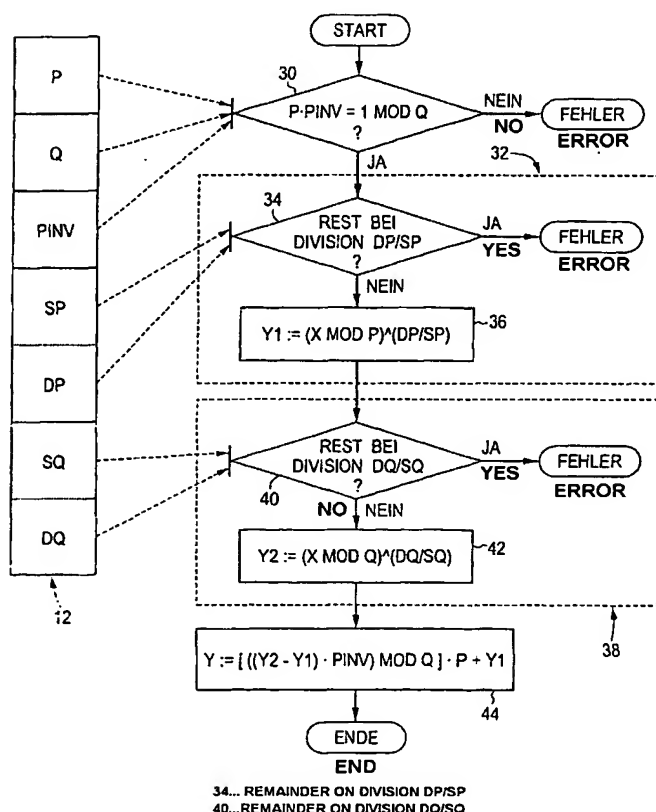 START
P
30
P·PINV = 1 MOD Q
?
NEIN
NO
FEHLER
ERROR
Q
JA
32
PINV
34
REST BEI
DIVISION DP/SP
?
JA
YES
FEHLER
ERROR
NEIN
SP
Y1 := (X MOD P)^(DP/SP)
36
DP
SQ
REST BEI
DIVISION DQ/SQ
?
JA
YES
FEHLER
ERROR
40
NO
NEIN
DQ
Y2 := (X MOD Q)^(DQ/SQ)
42
12
38
Y := [ ((Y2 - Y1) · PINV) MOD Q ] · P + Y1
44
ENDE
END
34... REMAINDER ON DIVISION DP/SP
40...REMAINDER ON DIVISION DQ/SQ